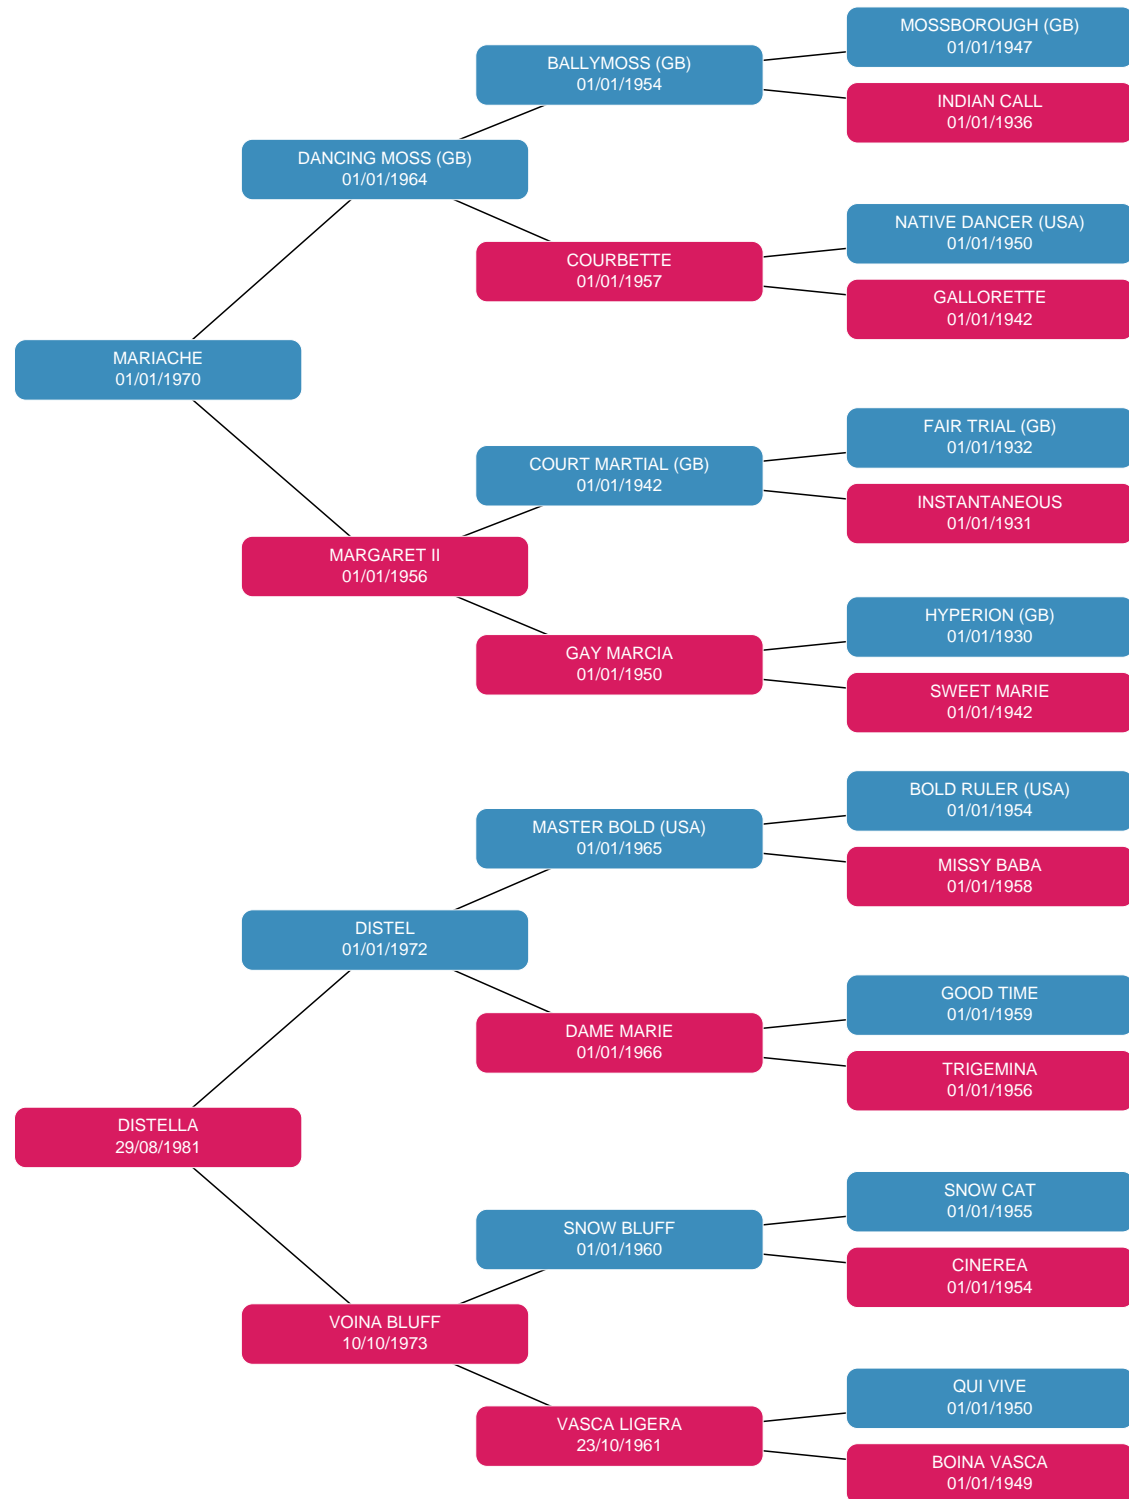 MOSSBOROUGH (GB)
01/01/1947
BALLYMOSS (GB)
01/01/1954
INDIAN CALL
01/01/1936
DANCING MOSS (GB)
01/01/1964
NATIVE DANCER (USA)
01/01/1950
COURBETTE
01/01/1957
GALLORETTE
01/01/1942
MARIACHE
01/01/1970
FAIR TRIAL (GB)
01/01/1932
COURT MARTIAL (GB)
01/01/1942
INSTANTANEOUS
01/01/1931
MARGARET II
01/01/1956
HYPERION (GB)
01/01/1930
GAY MARCIA
01/01/1950
SWEET MARIE
01/01/1942
BOLD RULER (USA)
01/01/1954
MASTER BOLD (USA)
01/01/1965
MISSY BABA
01/01/1958
DISTEL
01/01/1972
GOOD TIME
01/01/1959
DAME MARIE
01/01/1966
TRIGEMINA
01/01/1956
DISTELLA
29/08/1981
SNOW CAT
01/01/1955
SNOW BLUFF
01/01/1960
CINEREA
01/01/1954
VOINA BLUFF
10/10/1973
QUI VIVE
01/01/1950
VASCA LIGERA
23/10/1961
BOINA VASCA
01/01/1949